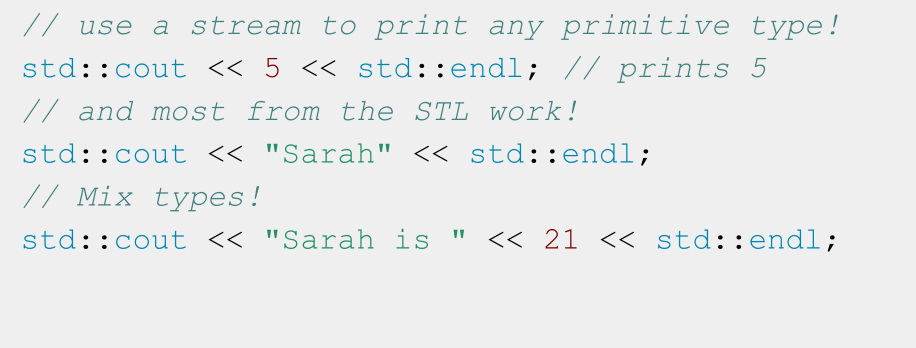 // use a stream to print any primitive type!
std::cout << 5 << std::endl; // prints 5
// and most from the STL work!
std::cout << "Sarah" << std::endl;
// Mix types!
std::cout << "Sarah is " << 21 << std::endl;